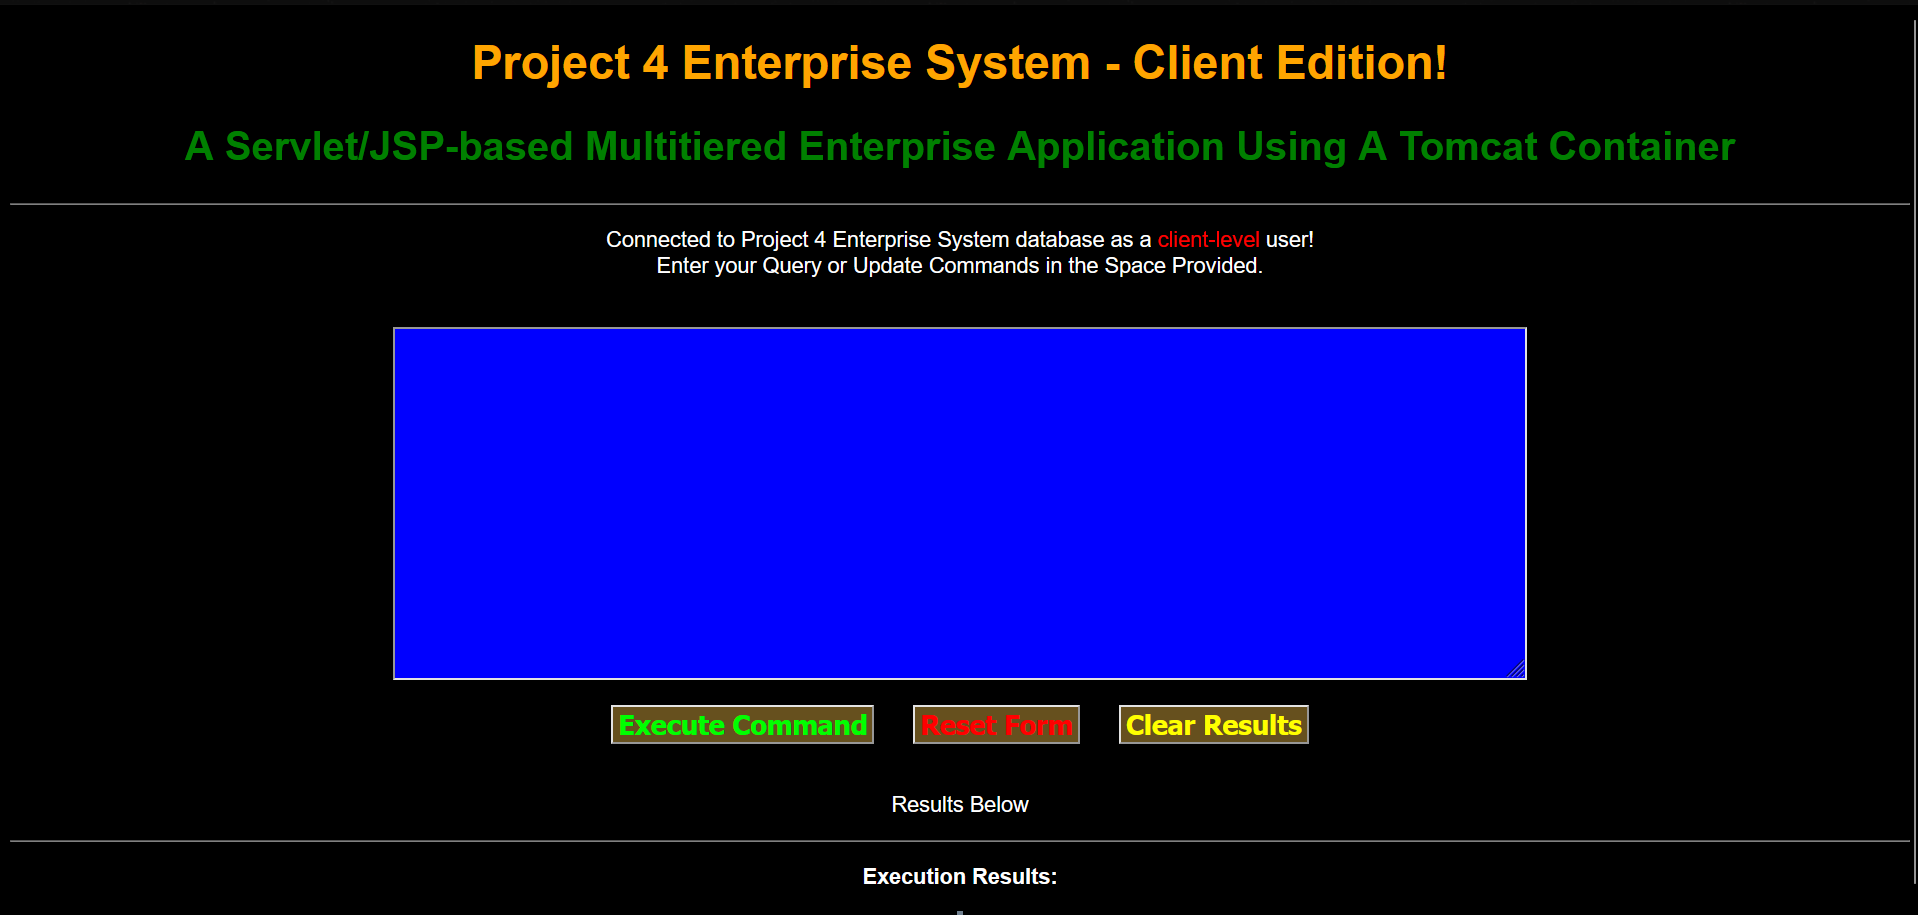 Project 4 Enterprise System - Client Edition!
A Servlet/JSP-based Multitiered Enterprise Application Using A Tomcat Container
Connected to Project 4 Enterprise System database as a client-level user!
Enter your Query or Update Commands in the Space Provided.
Execute Command Reset Form Clear Results
Results Below
Execution Results: